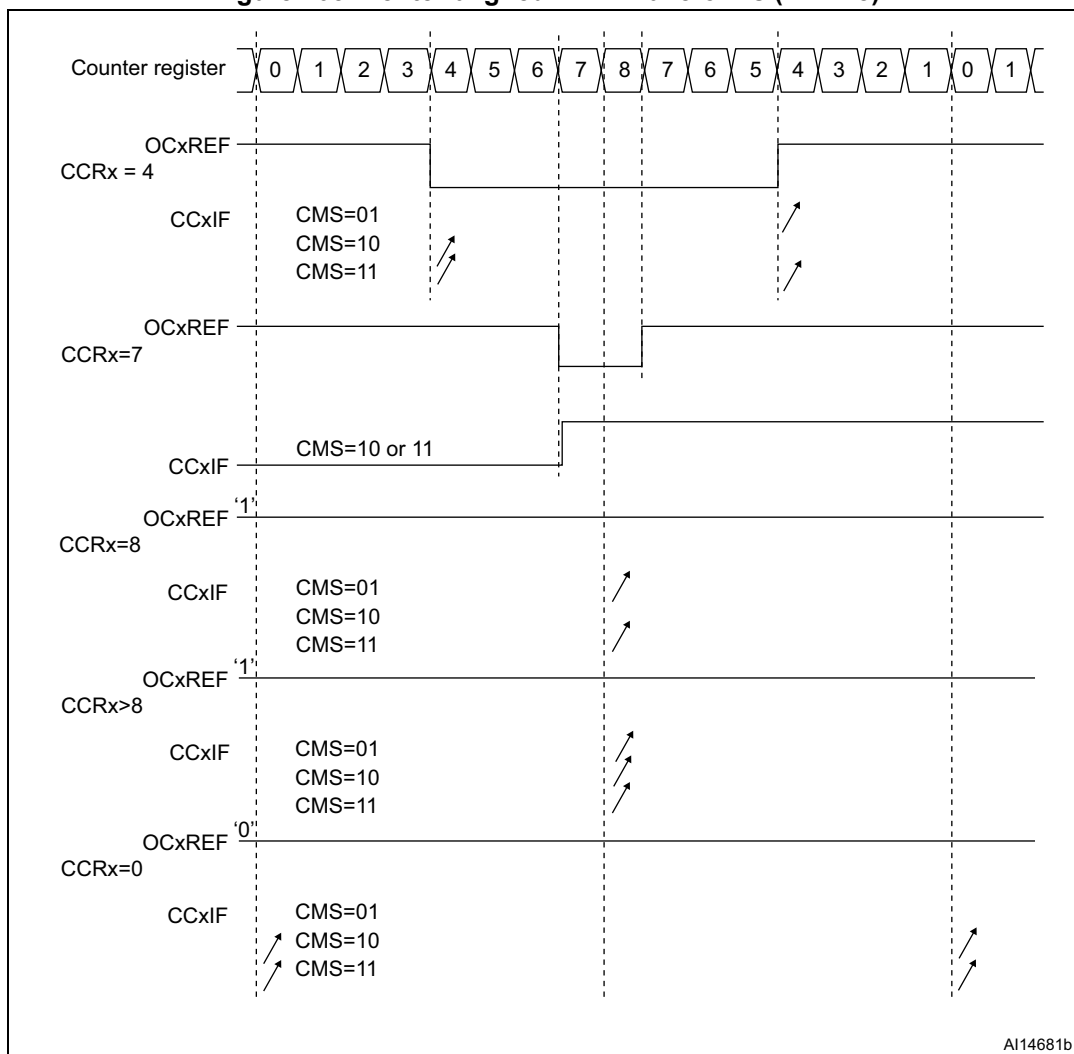 Counter register 0 1 2 3 4 5 6 7 8 7 6 5 4 3 2 1 0 1
OCxREF
CCRx = 4
CCxIF CMS=01
CMS=10
CMS=11
OCxREF
CCRx=7
CCxIF CMS=10 or 11
OCxREF '1'
CCRx=8
CCxIF CMS=01
CMS=10
CMS=11
OCxREF '1'
CCRx>8
CCxIF CMS=01
CMS=10
CMS=11
OCxREF '0'
CCRx=0
CCxIF CMS=01
CMS=10
CMS=11
AI14681b